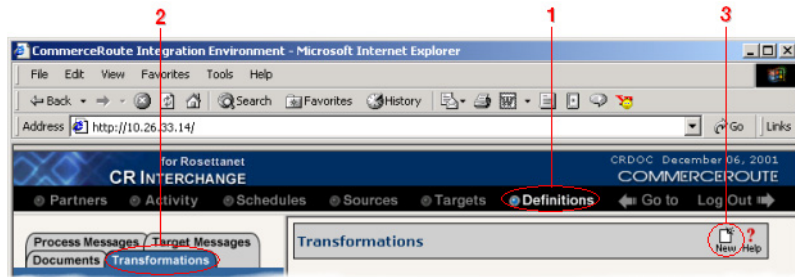 2 1 3
CommerceRoute Integration Environment - Microsoft Internet Explorer
File Edit View Favorites Tools Help
Back Search Favorites History
Address http://10.26.33.14/ Go Links
for Rosettanet CRDOC December 06, 2001
CR INTERCHANGE COMMERCEROUTE
Partners Activity Schedules Sources Targets Definitions Go to Log Out
Process Messages Target Messages
Documents Transformations
Transformations New Help